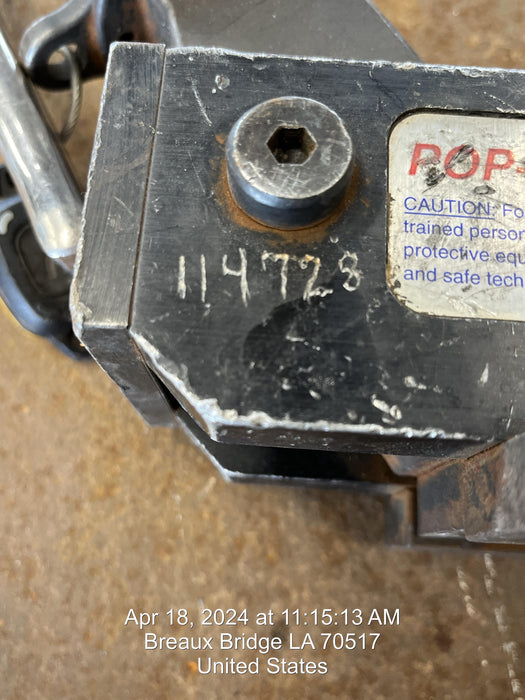 114728
POP-
CAUTION: Fo
trained person
protective equ
and safe tech
Apr 18, 2024 at 11:15:13 AM
Breaux Bridge LA 70517
United States